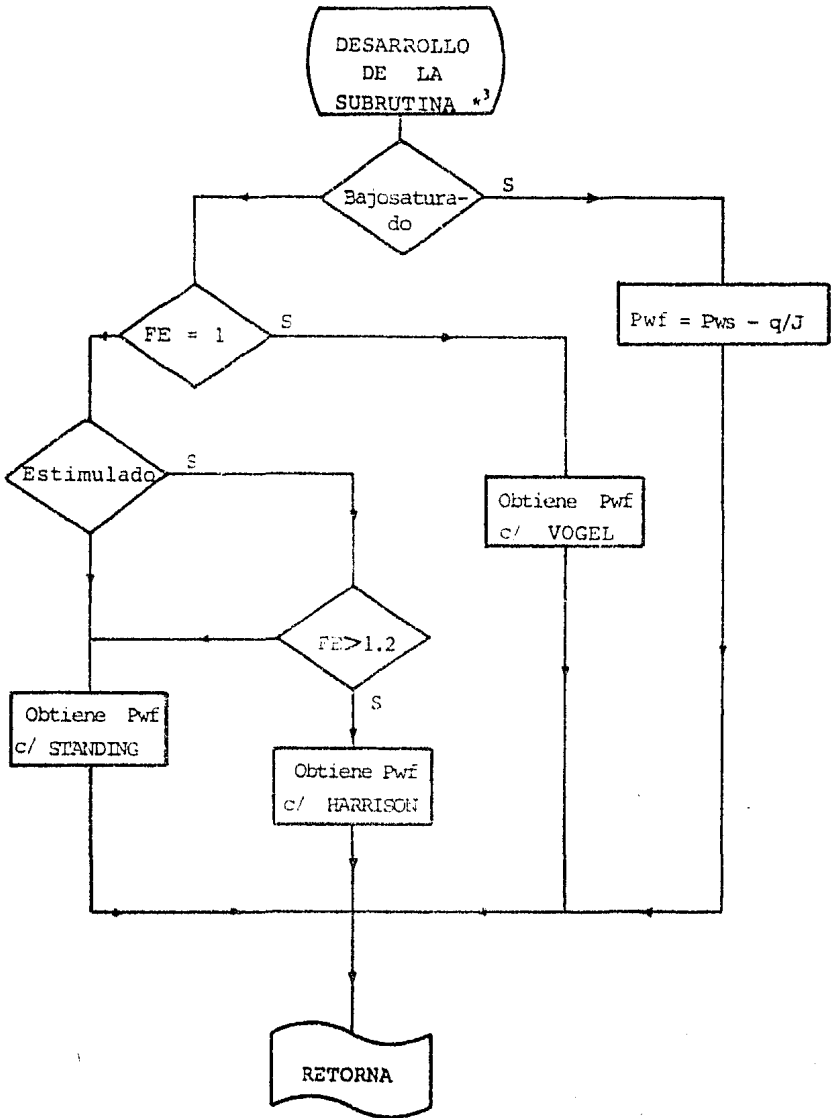 DESARROLLO
DE LA
SUBRUTINA *3
Bajosatura-
do
S
Pwf = Pws - q/J
FE = 1
S
Estimulado
S
Obtiene Pwf
c/ VOGEL
FE>1.2
S
Obtiene Pwf
c/ STANDING
Obtiene Pwf
c/ HARRISON
RETORNA